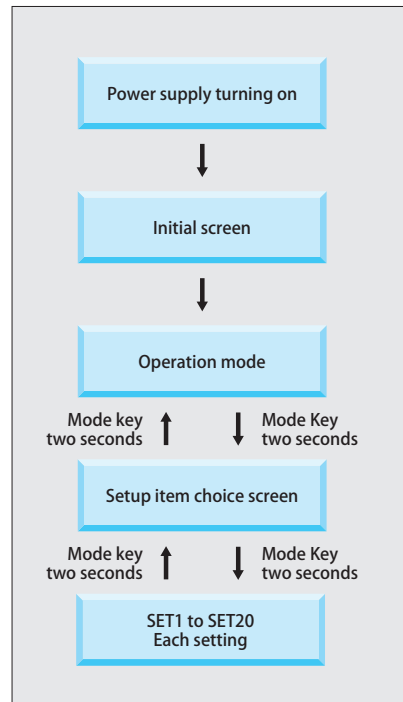 Power supply turning on
Initial screen
Operation mode
Mode key
two seconds
Mode Key
two seconds
Setup item choice screen
Mode key
two seconds
Mode Key
two seconds
SET1 to SET20
Each setting